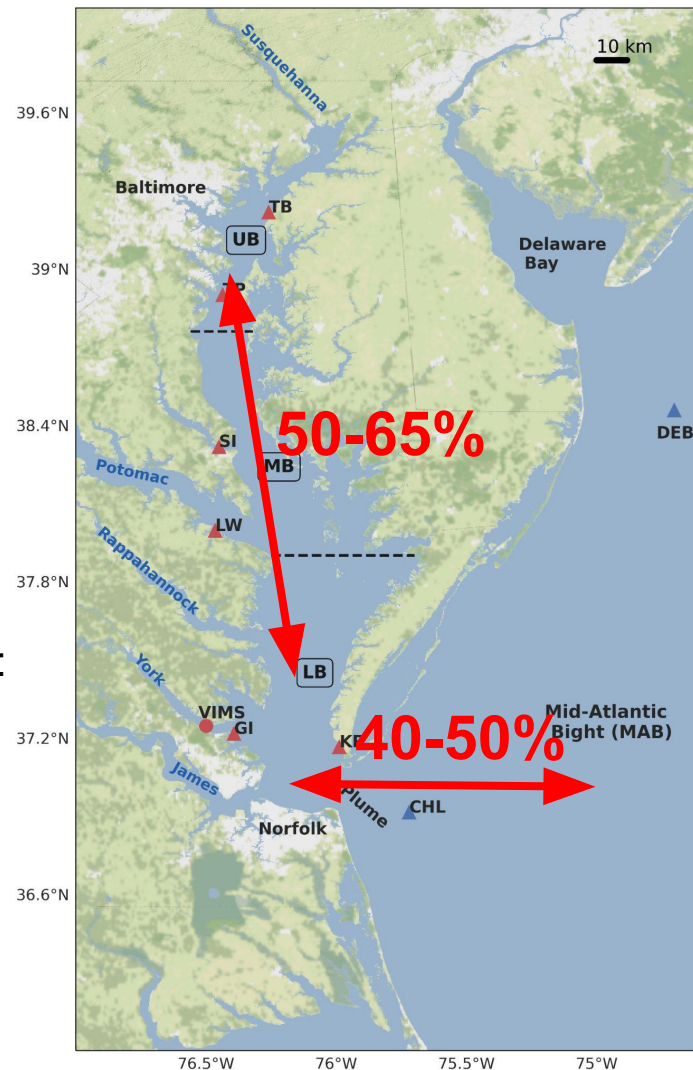 10 km
39.6°N
39°N
38.4°N
37.8°N
37.2°N
36.6°N
Susquehanna
Baltimore
TB
UB
Delaware
Bay
50-65%
SI
DEB
MB
Potomac
LW
Rappahannock
LB
York
VIMS
GI
Mid-Atlantic
Bight (MAB)
40-50%
James
Plume
CHL
Norfolk
:
76.5°W
76°W
75.5°W
75°W